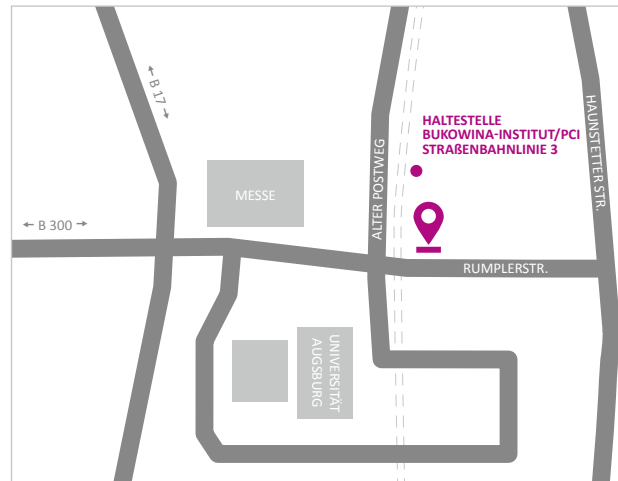 ← B 17 →
HALTESTELLE
BUKOWINA-INSTITUT/PCI
STRAßENBAHNLINIE 3
HAUNSTETTER STR.
ALTER POSTWEG
MESSE
← B 300 →
RUMPLERSTR.
UNIVERSITÄT
AUGSBURG